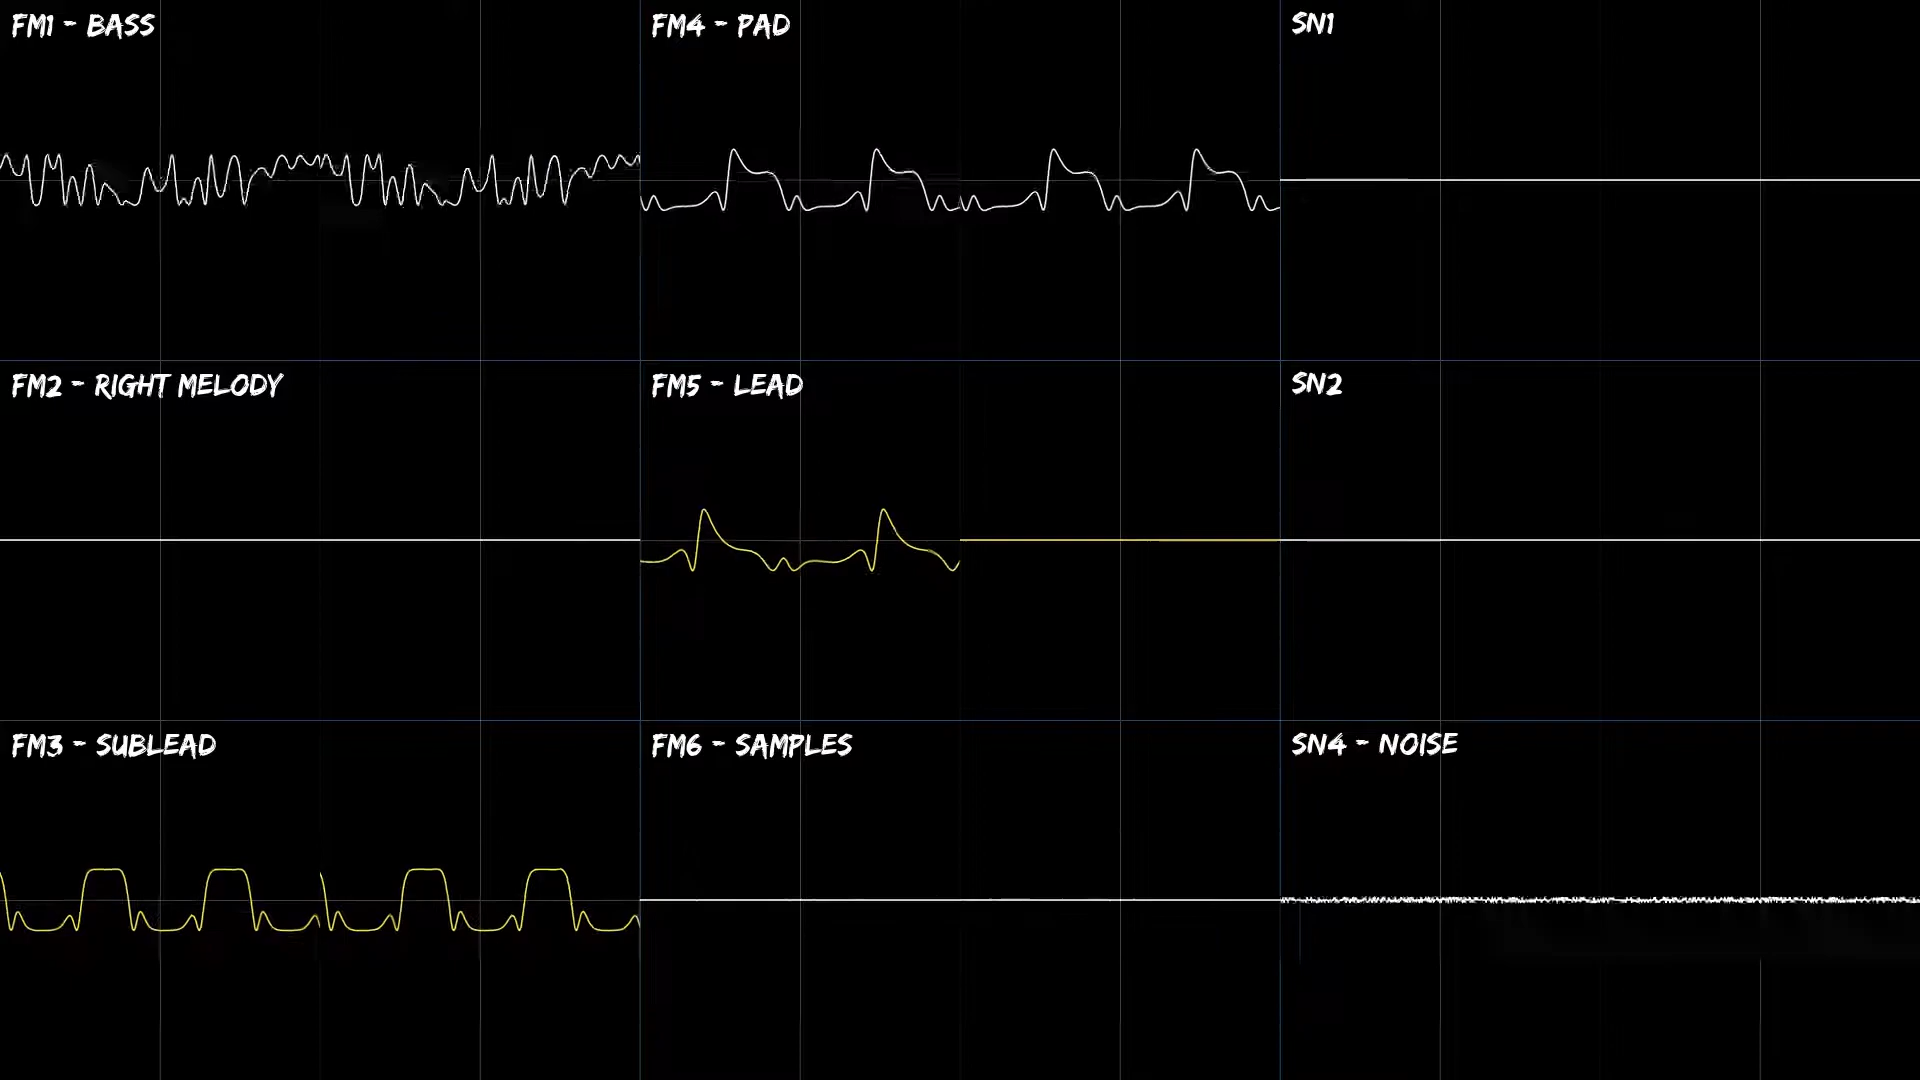 FM1 - BASS
FM4 - PAD
SN1
FM2 - RIGHT MELODY
FM5 - LEAD
SN2
FM3 - SUBLEAD
FM6 - SAMPLES
SN4 - NOISE